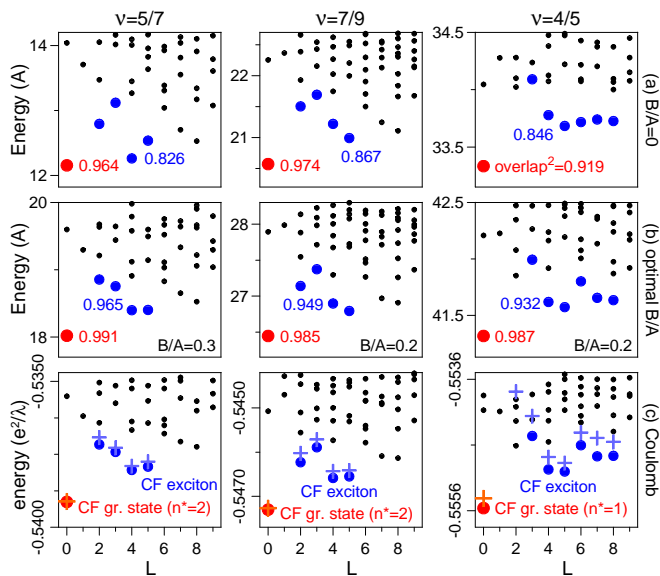 ν=5/7 ν=7/9 ν=4/5
14 34.5
22
Energy (A) (a) B/A=0
0.826 0.846
21
0.867
33.5
12 0.964 0.974 overlap²=0.919
20 28 42.5
Energy (A) (b) optimal B/A
0.965 27 0.949 0.932
41.5
18 0.991 0.985 0.987
B/A=0.3 B/A=0.2 B/A=0.2
-0.5350 -0.5450 -0.5536
energy (e²/λ) (c) Coulomb
CF exciton CF exciton CF exciton
-0.5470
CF gr. state (n*=2) CF gr. state (n*=2) CF gr. state (n*=1)
-0.5400 -0.5556
0 2 4 6 8 0 2 4 6 8 0 2 4 6 8
L L L